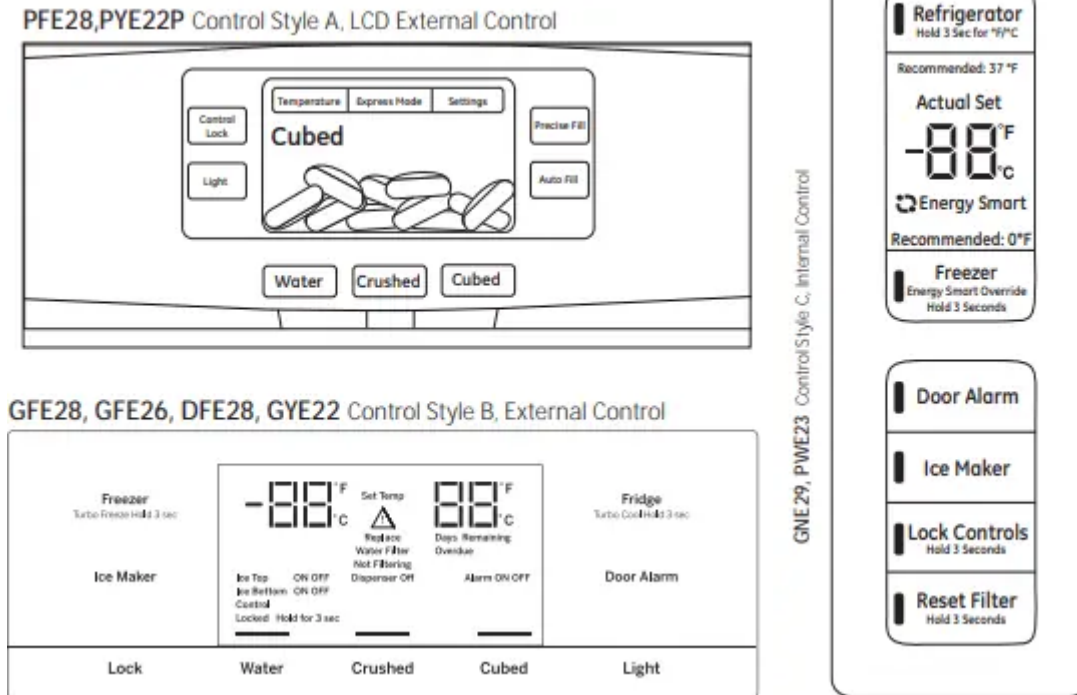 PFE28,PYE22P Control Style A, LCD External Control
Temperature Express Mode Settings
Control
Lock
Cubed
Precise Fill
Light
Auto Fill
Water Crushed Cubed
GFE28, GFE26, DFE28, GYE22 Control Style B, External Control
Freezer
Turbo Freeze Hold 3 sec
-88 °F °C
Set Temp
88 °F °C
Fridge
Turbo Cool Hold 3 sec
Replace
Water Filter
Not Filtering
Dispenser Off
Days Remaining
Overdue
Ice Maker
Ice Top ON OFF
Ice Bottom ON OFF
Control
Locked Hold for 3 sec
Alarm ON OFF
Door Alarm
Lock Water Crushed Cubed Light
GNE29, PWE23 Control Style C, Internal Control
Refrigerator
Hold 3 Sec for °F/°C
Recommended: 37 °F
Actual Set
-88 °F °C
Energy Smart
Recommended: 0°F
Freezer
Energy Smart Override
Hold 3 Seconds
Door Alarm
Ice Maker
Lock Controls
Hold 3 Seconds
Reset Filter
Hold 3 Seconds